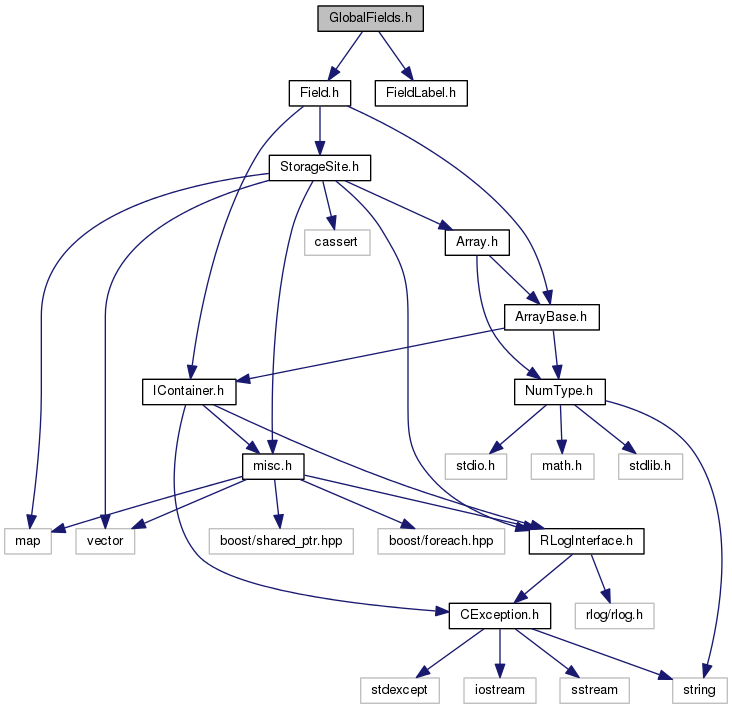 GlobalFields.h
Field.h
FieldLabel.h
StorageSite.h
cassert
Array.h
ArrayBase.h
IContainer.h
NumType.h
misc.h
stdio.h
math.h
stdlib.h
map
vector
boost/shared_ptr.hpp
boost/foreach.hpp
RLogInterface.h
CException.h
rlog/rlog.h
stdexcept
iostream
sstream
string